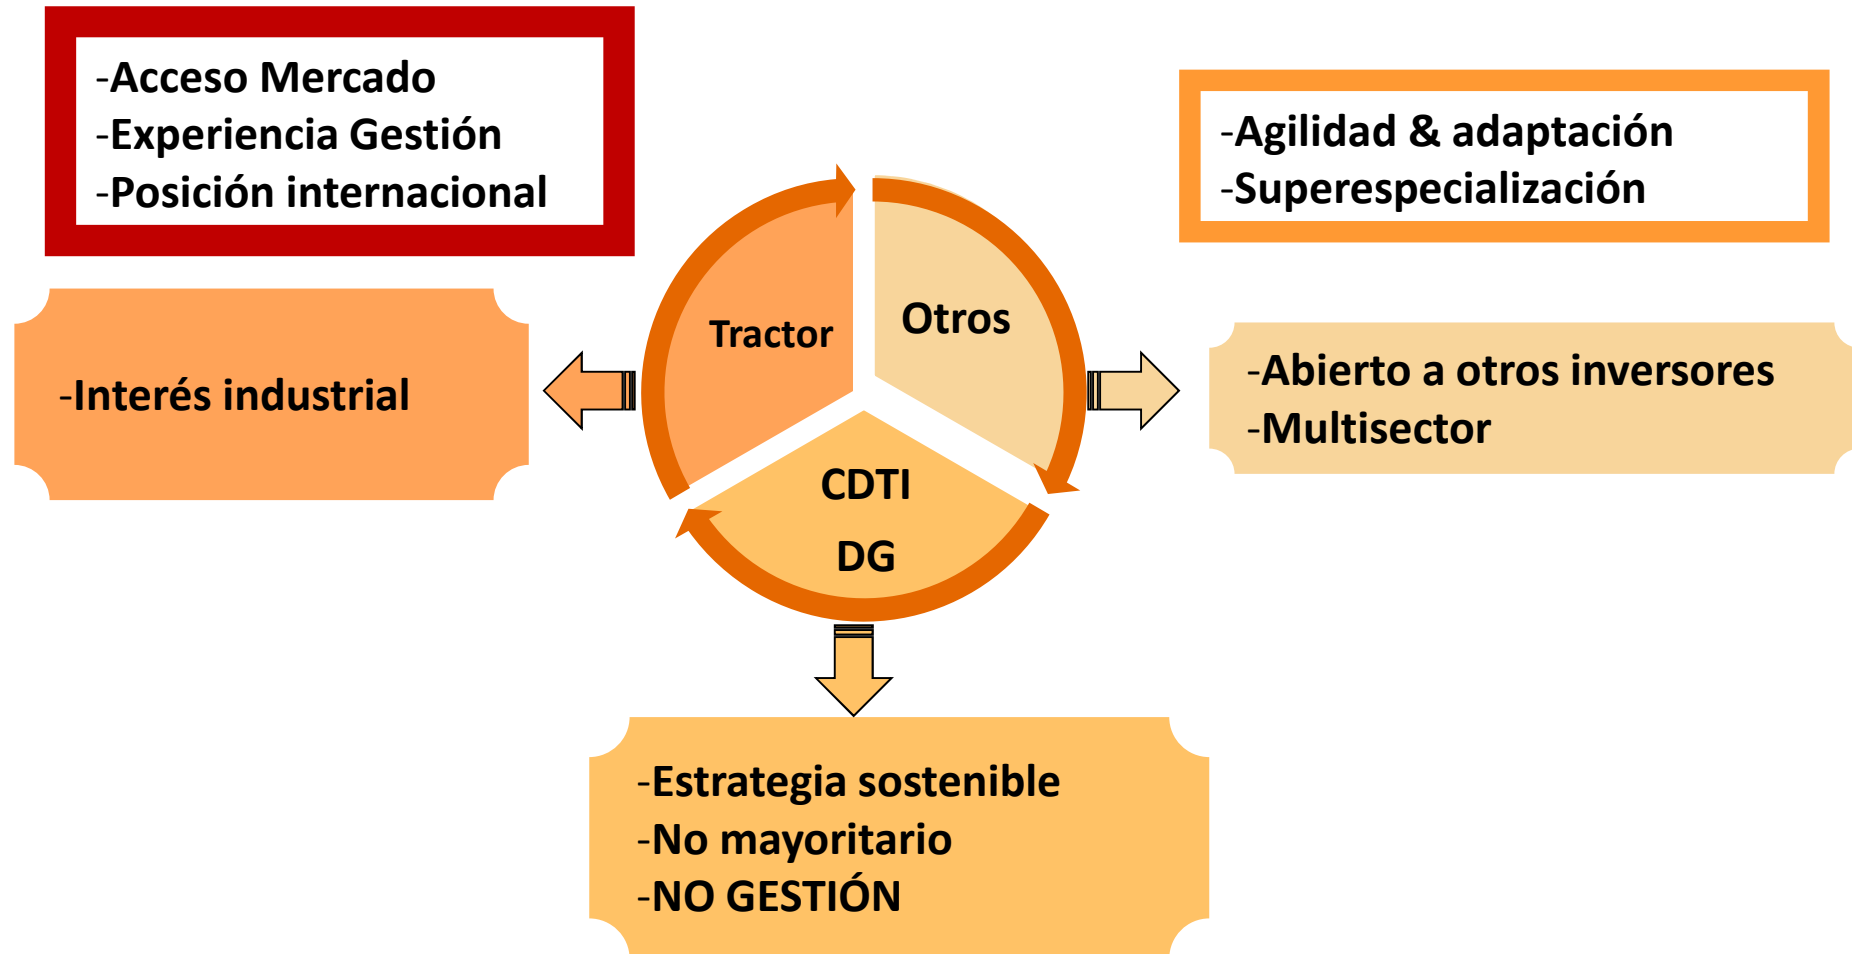 -Acceso Mercado
-Experiencia Gestión
-Posición internacional
-Agilidad & adaptación
-Superespecialización
Tractor
Otros
CDTI
DG
-Interés industrial
-Abierto a otros inversores
-Multisector
-Estrategia sostenible
-No mayoritario
-NO GESTIÓN